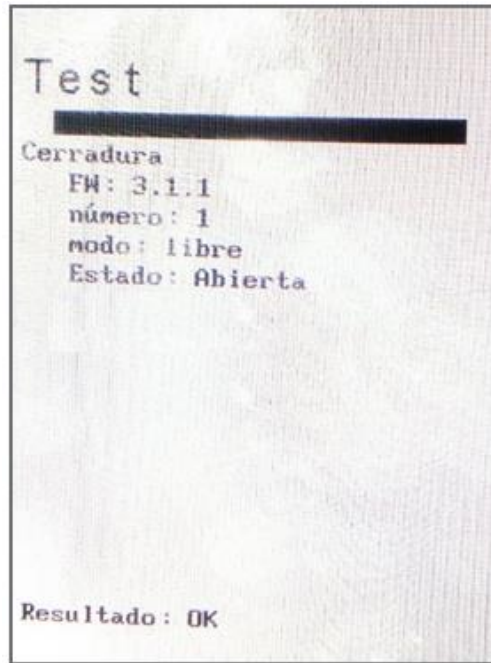 Test
Cerradura
FW: 3.1.1
número: 1
modo: libre
Estado: Abierta
Resultado: OK